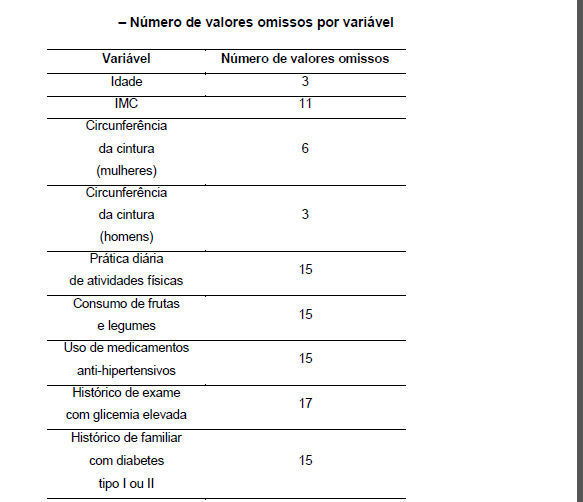 – Número de valores omissos por variável
Variável Número de valores omissos
Idade 3
IMC 11
Circunferência
da cintura 6
(mulheres)
Circunferência
da cintura 3
(homens)
Prática diária
de atividades físicas 15
Consumo de frutas
e legumes 15
Uso de medicamentos
anti-hipertensivos 15
Histórico de exame
com glicemia elevada 17
Histórico de familiar
com diabetes 15
tipo I ou II